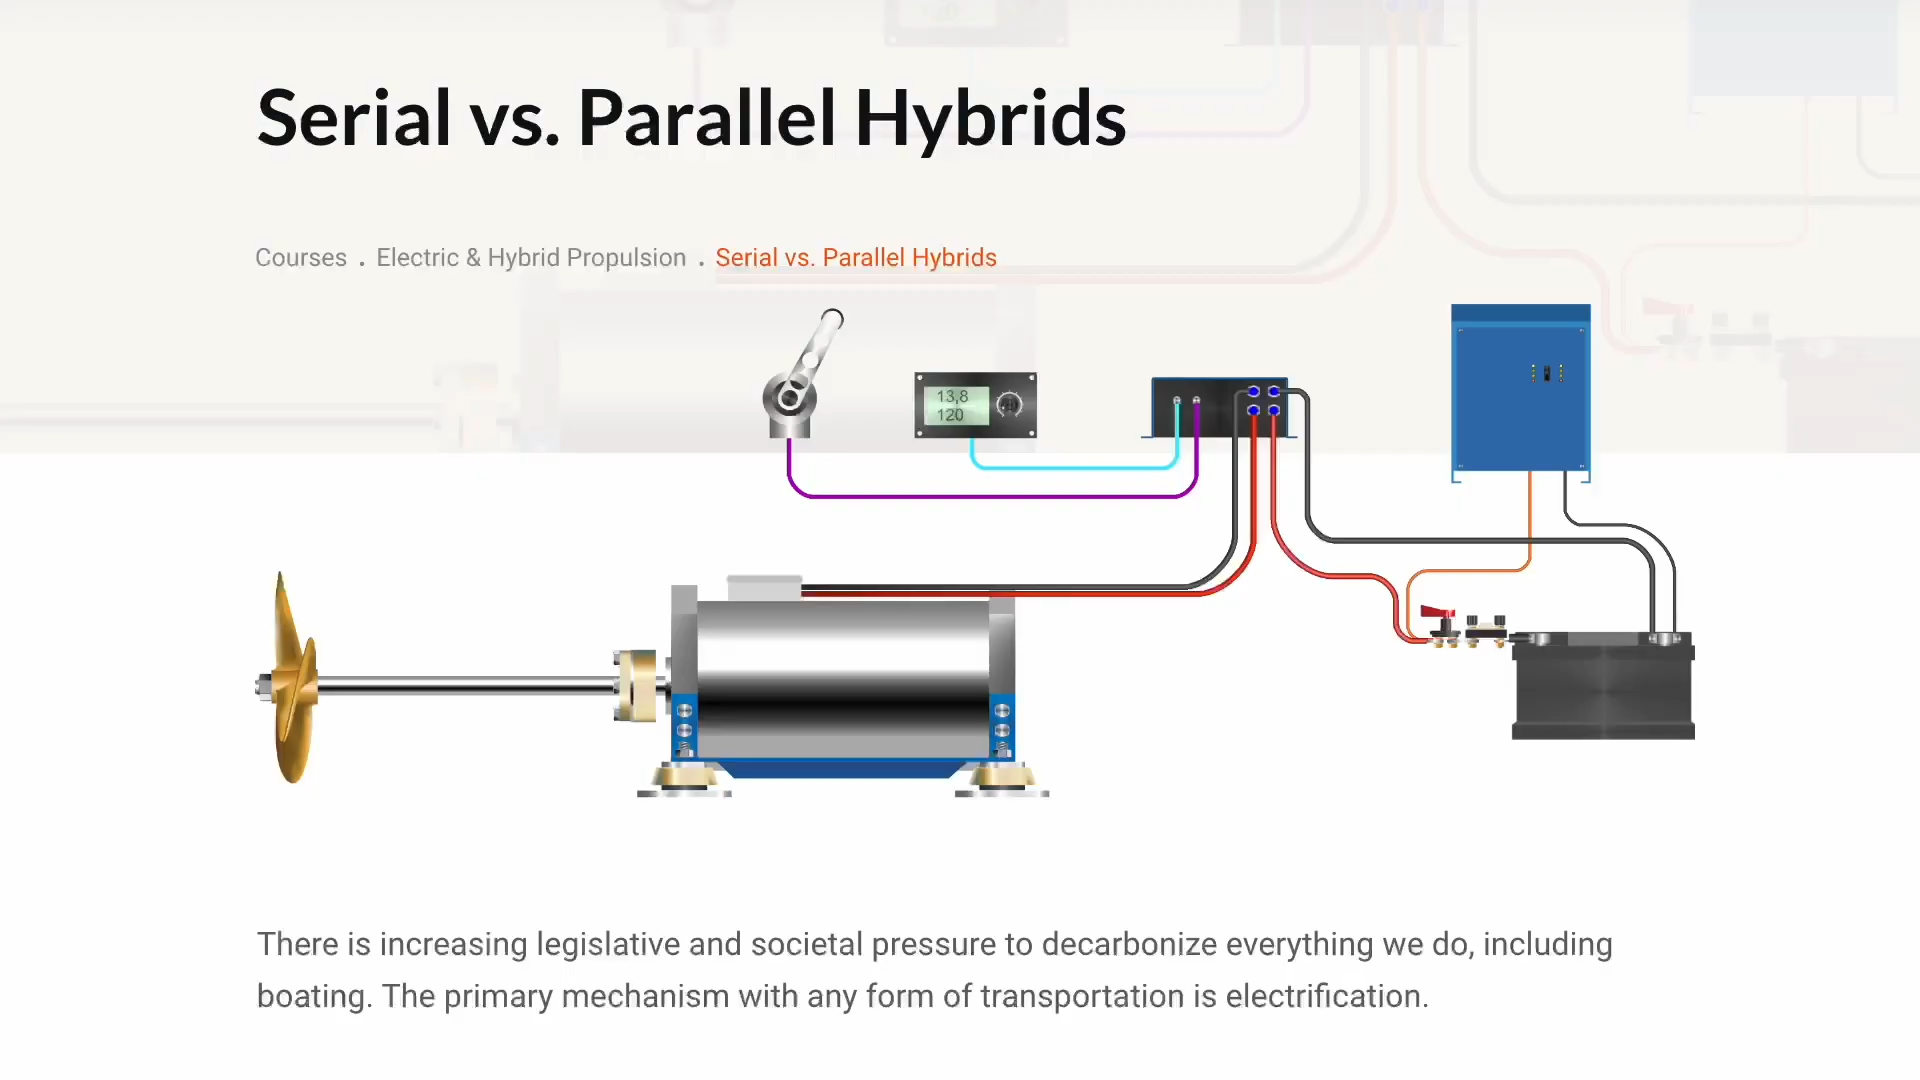 Serial vs. Parallel Hybrids
Courses . Electric & Hybrid Propulsion . Serial vs. Parallel Hybrids
13,8
120
There is increasing legislative and societal pressure to decarbonize everything we do, including
boating. The primary mechanism with any form of transportation is electrification.